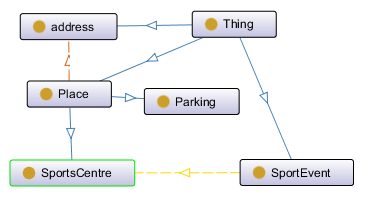 address
Thing
Place
Parking
SportsCentre
SportEvent